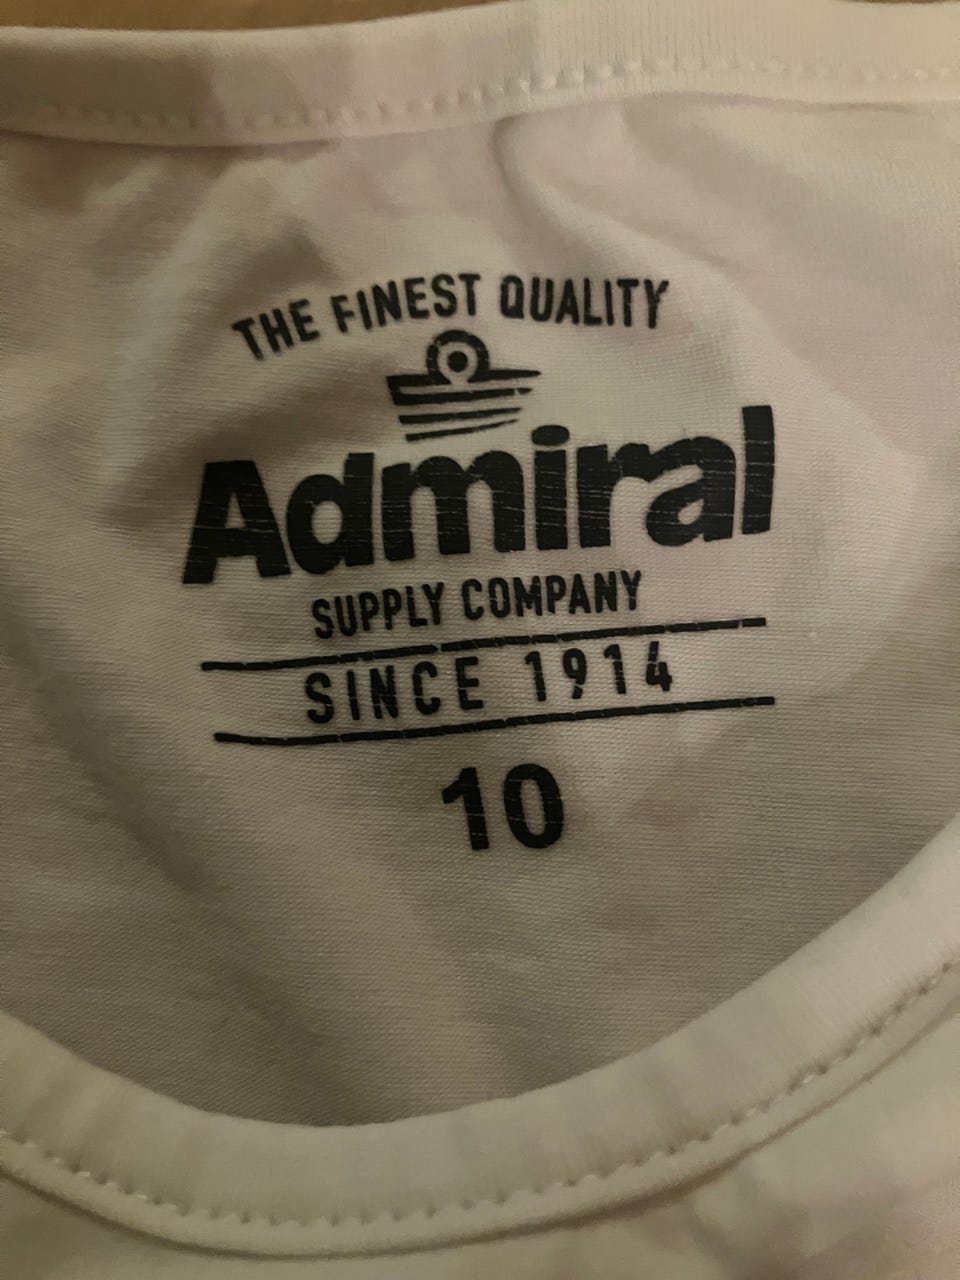 THE FINEST QUALITY
Admiral
SUPPLY COMPANY
SINCE 1914
10